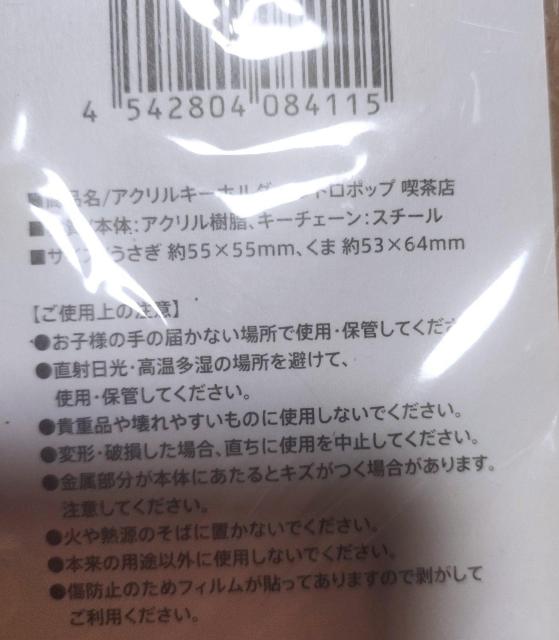 4 542804 084115
品名/アクリルキーホルダー トロポップ 喫茶店
本体:アクリル樹脂、キーチェーン:スチール
■サイズ うさぎ 約55×55mm、くま 約53×64mm
【ご使用上の注意】
●お子様の手の届かない場所で使用・保管してくださ
●直射日光・高温多湿の場所を避けて、
使用・保管してください。
●貴重品や壊れやすいものに使用しないでください。
●変形・破損した場合、直ちに使用を中止してください。
●金属部分が本体にあたるとキズがつく場合があります。
注意してください。
●火や熱源のそばに置かないでください。
●本来の用途以外に使用しないでください。
●傷防止のためフィルムが貼ってありますので剥がして
ご利用ください。